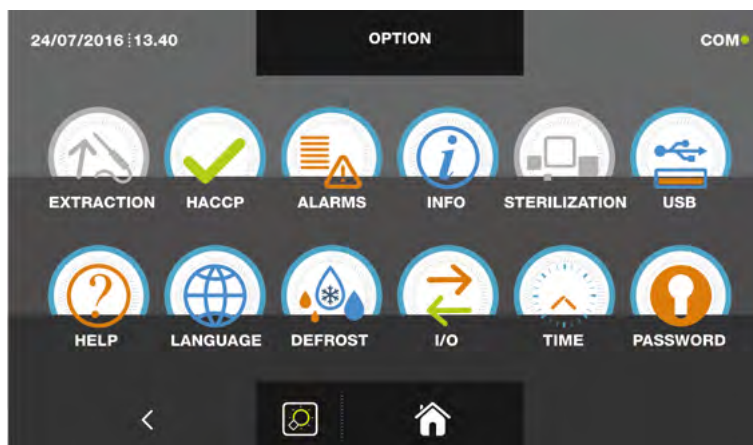 24/07/2016 13.40 OPTION COM
EXTRACTION HACCP ALARMS INFO STERILIZATION USB
HELP LANGUAGE DEFROST I/O TIME PASSWORD